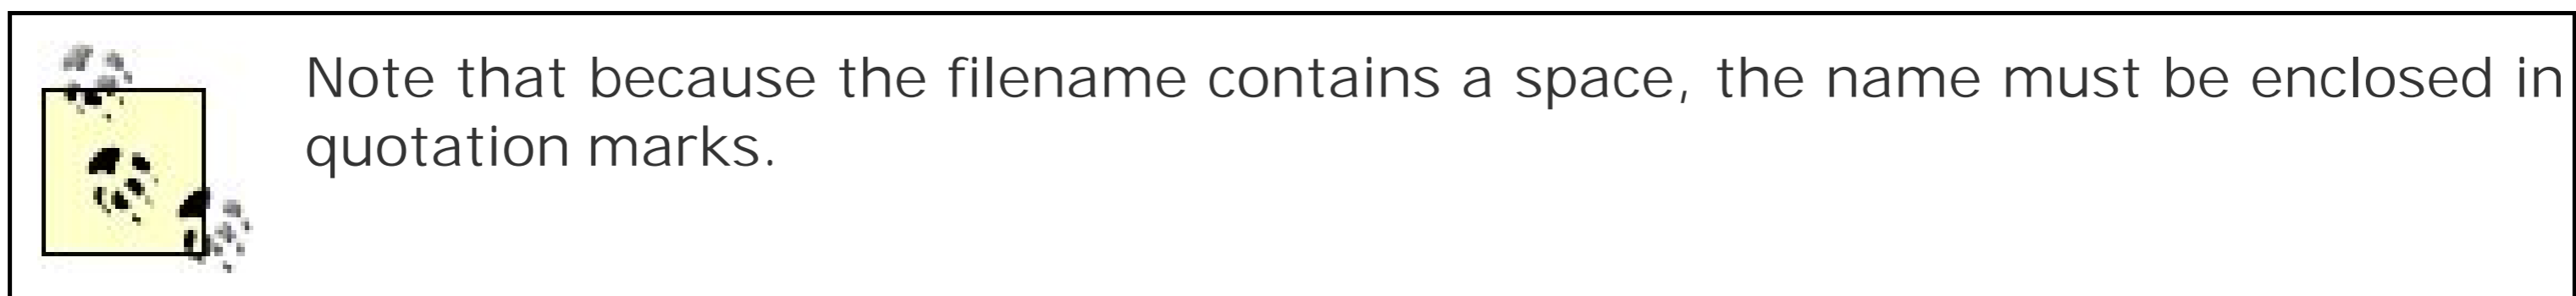 Note that because the filename contains a space, the name must be enclosed in
quotation marks.